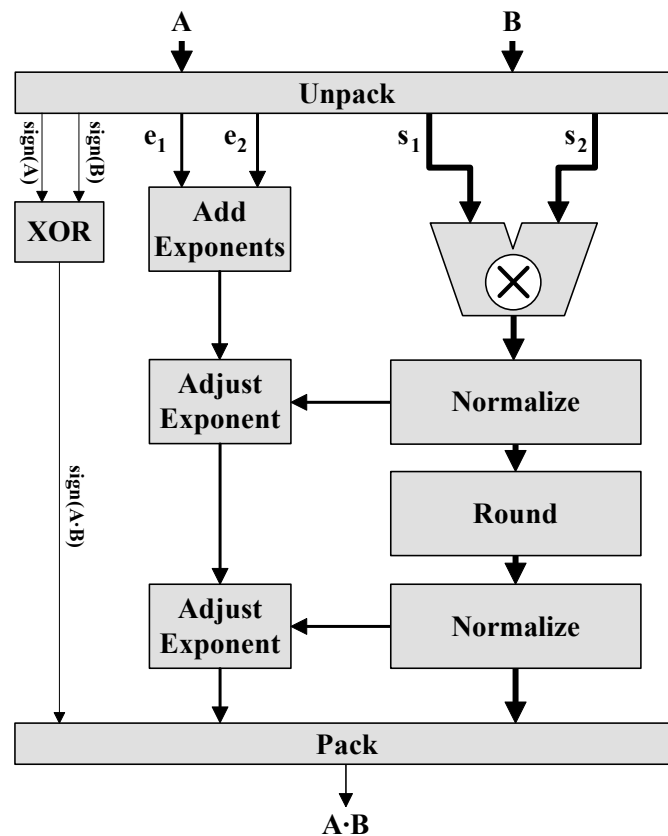 A B
Unpack
sign(A) sign(B) e1 e2 s1 s2
XOR
Add
Exponents
Adjust
Exponent
Normalize
Round
sign(A·B)
Adjust
Exponent
Normalize
Pack
A·B